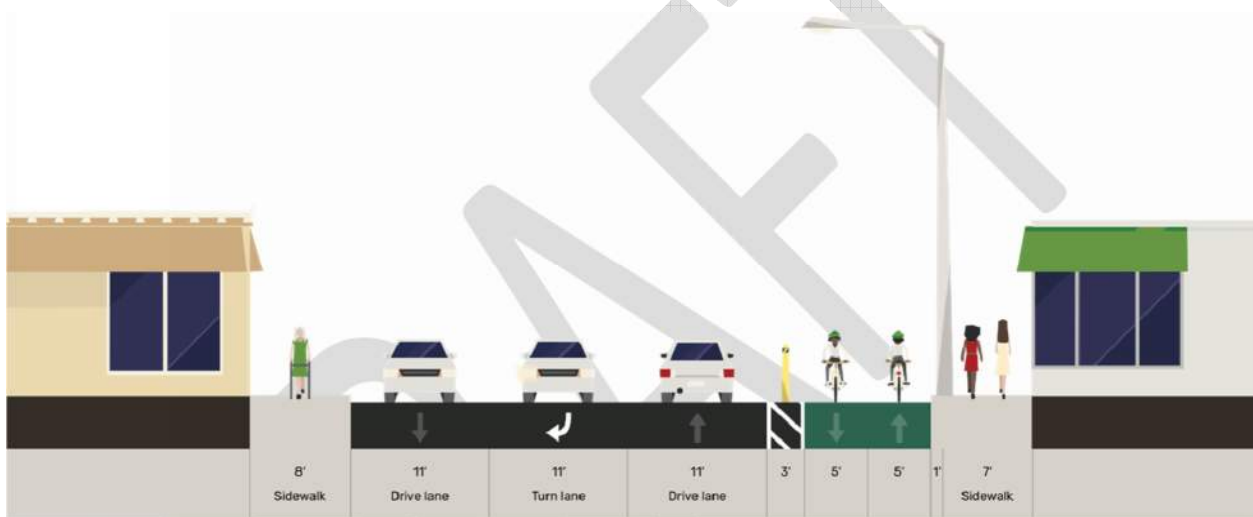 8'
Sidewalk
11'
Drive lane
11'
Turn lane
11'
Drive lane
3'
5'
5'
1'
7'
Sidewalk